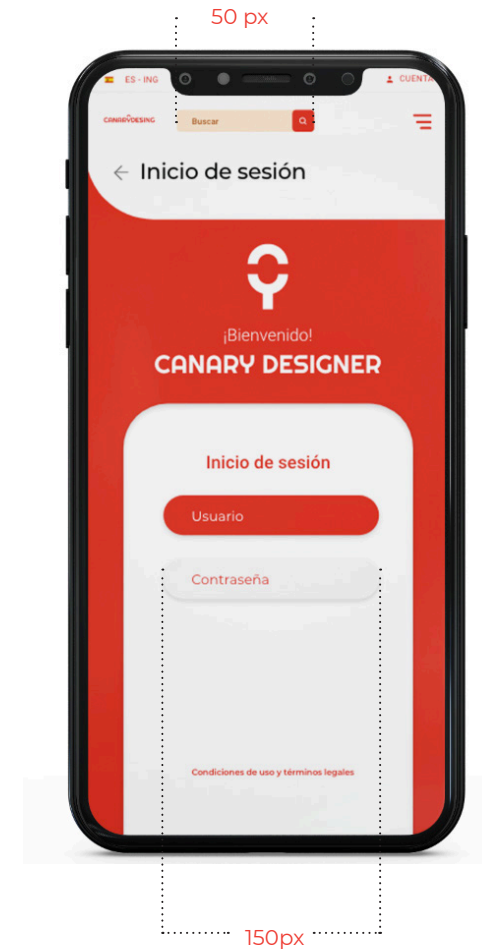 50 px
ES - ING
CUENTA
CANARYDESING
Buscar
Inicio de sesión
¡Bienvenido!
CANARY DESIGNER
Inicio de sesión
Usuario
Contraseña
Condiciones de uso y términos legales
150px